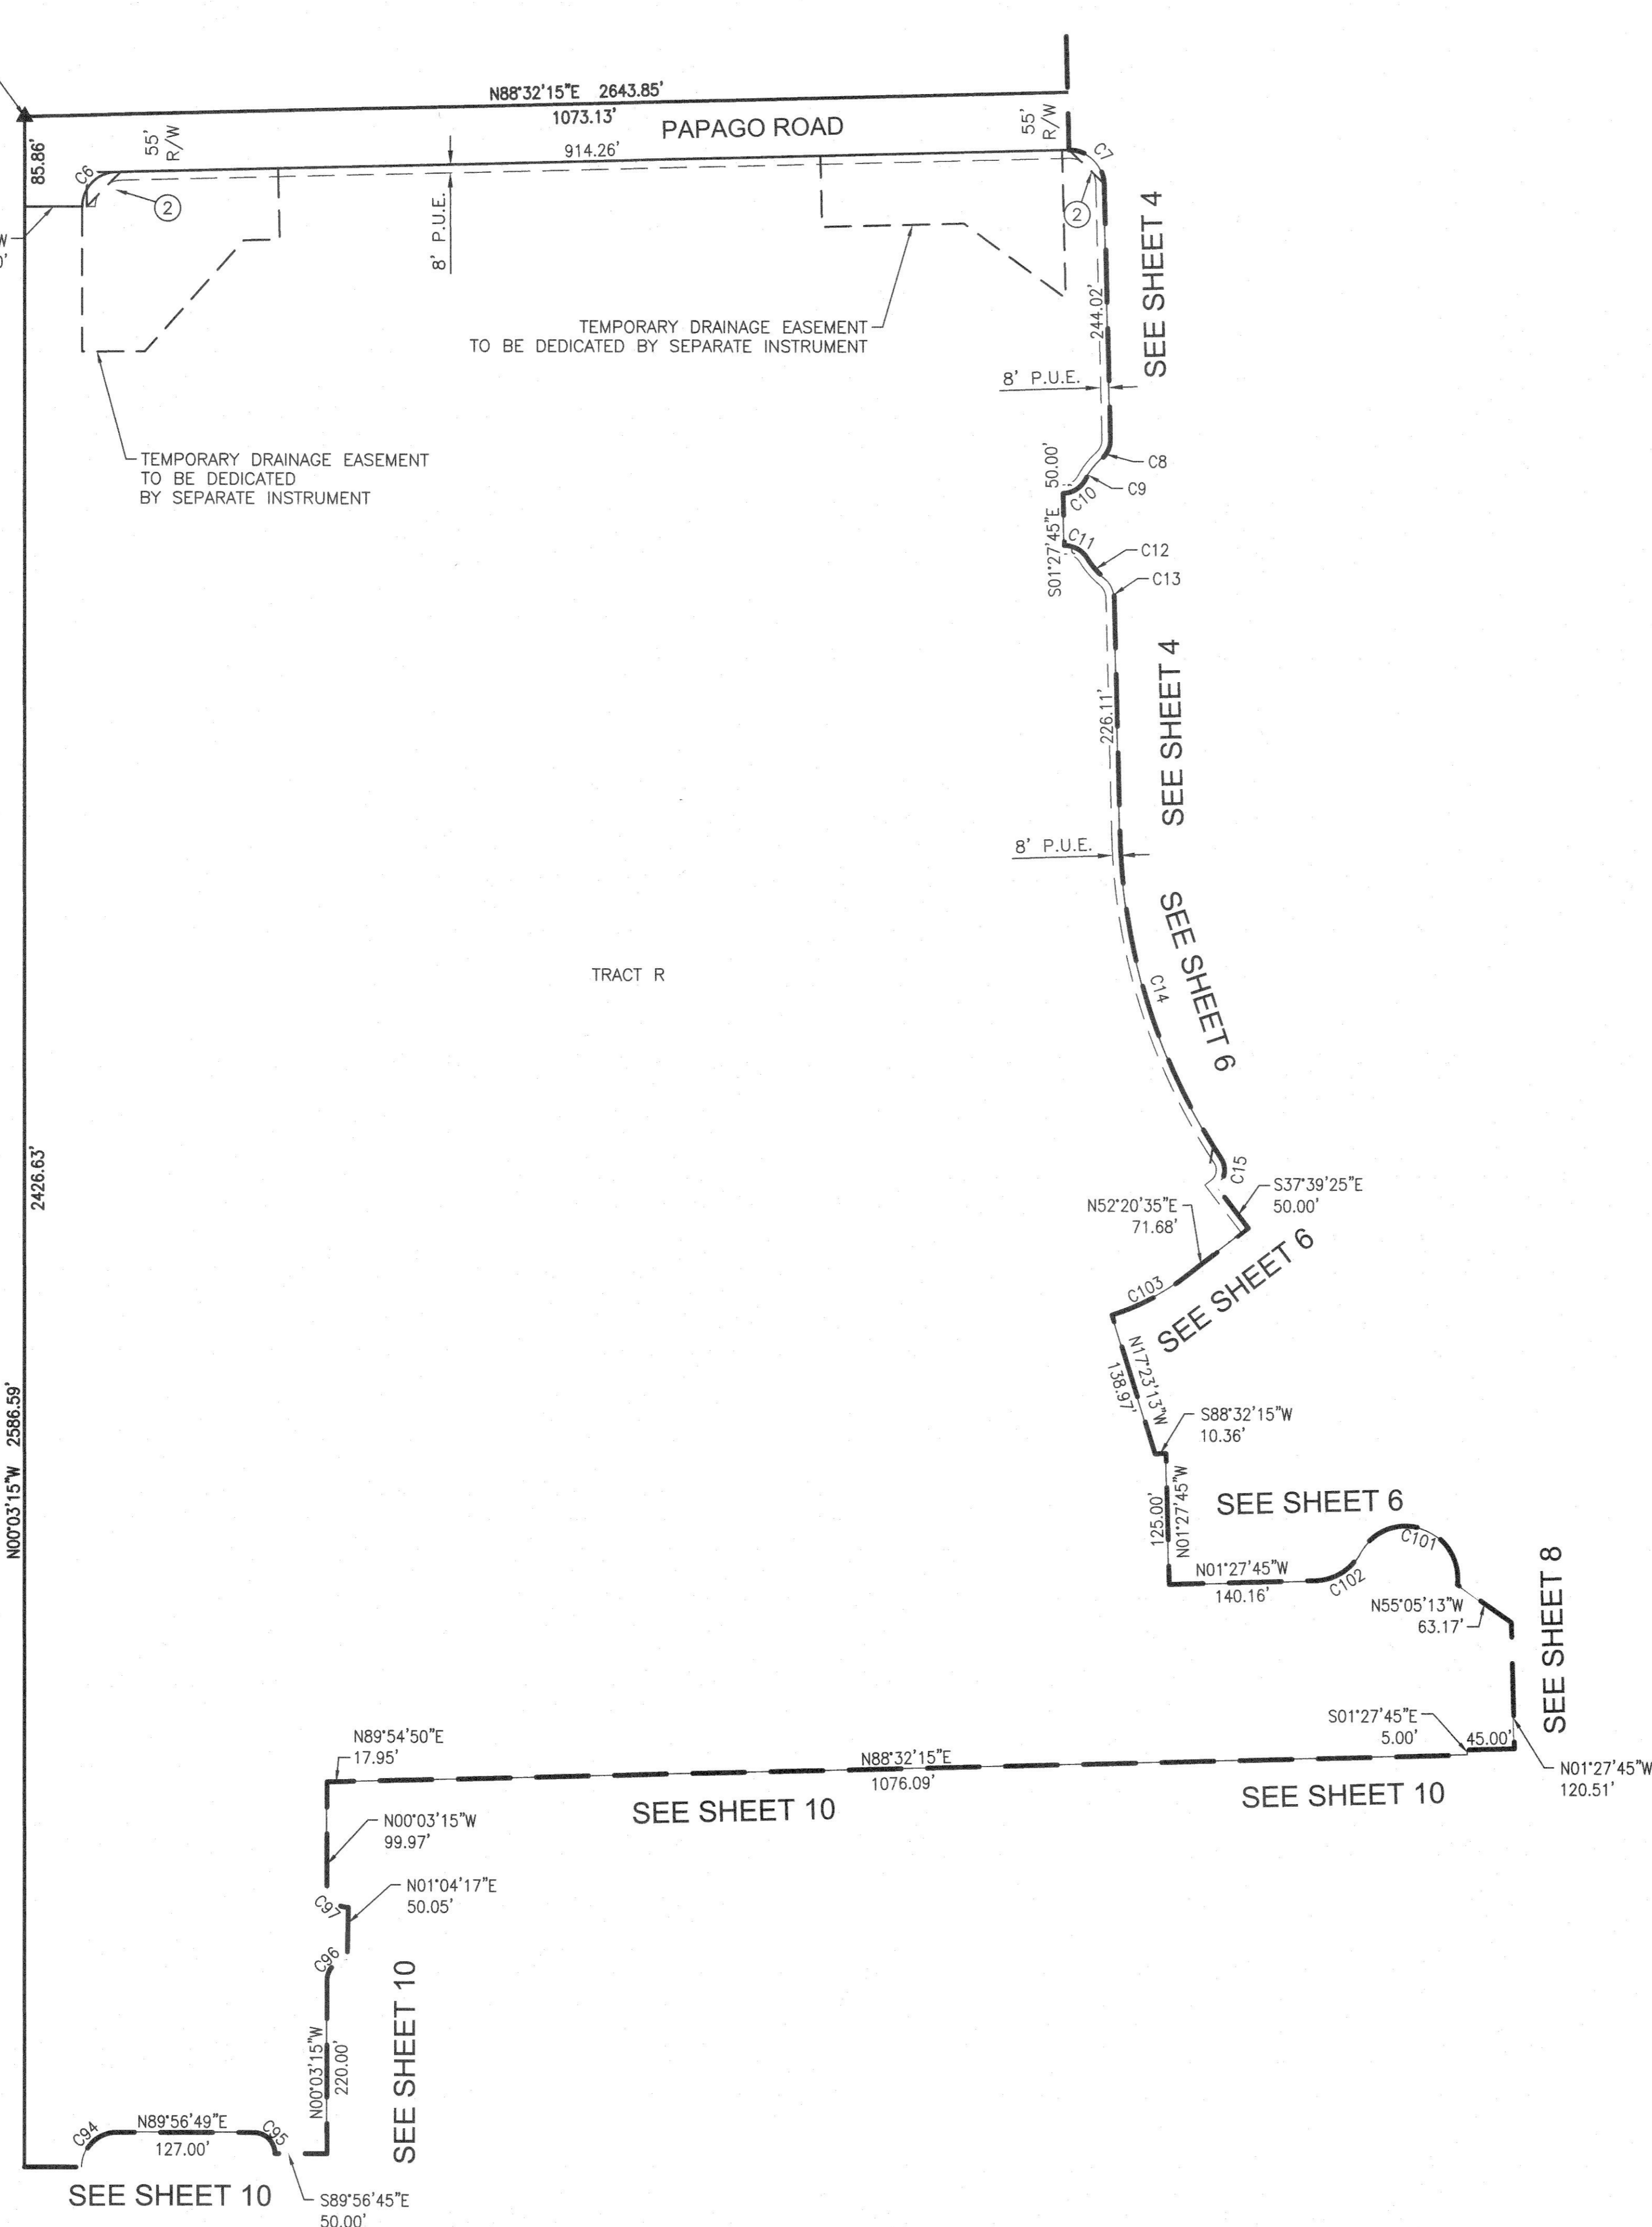 N88°32'15"E 2643.85'
1073.13'
PAPAGO ROAD
914.26'
55'
R/W
55'
R/W
85.86'
C6
C7
2
2
W
0'
8' P.U.E.
SEE SHEET 4
244.02'
TEMPORARY DRAINAGE EASEMENT
TO BE DEDICATED BY SEPARATE INSTRUMENT
8' P.U.E.
TEMPORARY DRAINAGE EASEMENT
TO BE DEDICATED
BY SEPARATE INSTRUMENT
C8
C9
C10
S01°27'45"E 50.00'
C11
C12
C13
SEE SHEET 4
226.11'
8' P.U.E.
SEE SHEET 6
C14
TRACT R
2426.63'
C15
S37°39'25"E
50.00'
N52°20'35"E
71.68'
SEE SHEET 6
C103
N17°23'13"W
138.97'
N00°03'15"W 2586.59'
S88°32'15"W
10.36'
125.00'
N01°27'45"W
SEE SHEET 6
C101
C102
N01°27'45"W
140.16'
N55°05'13"W
63.17'
SEE SHEET 8
S01°27'45"E
5.00'
45.00'
N01°27'45"W
120.51'
N89°54'50"E
17.95'
N88°32'15"E
1076.09'
SEE SHEET 10
SEE SHEET 10
N00°03'15"W
99.97'
C97
N01°04'17"E
50.05'
C96
SEE SHEET 10
N00°03'15"W
220.00'
C94
N89°56'49"E
127.00'
C95
SEE SHEET 10
S89°56'45"E
50.00'